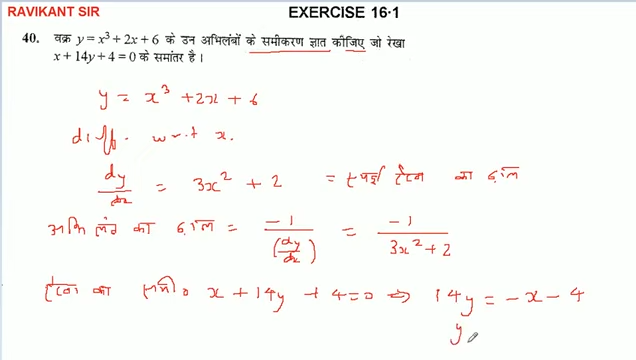 RAVIKANT SIR
EXERCISE 16·1
40. वक्र y = x³ + 2x + 6 के उन अभिलंबों के समीकरण ज्ञात कीजिए जो रेखा
x + 14y + 4 = 0 के समांतर है।
y = x³ + 2x + 6
diff. w.r.t x.
dy/dx = 3x² + 2 = स्पर्श रेखा का ढ़ाल
अभिलंब का ढ़ाल = -1/(dy/dx) = -1/(3x² + 2)
रेखा का समी० x + 14y + 4 = 0 ⇒ 14y = -x - 4
y